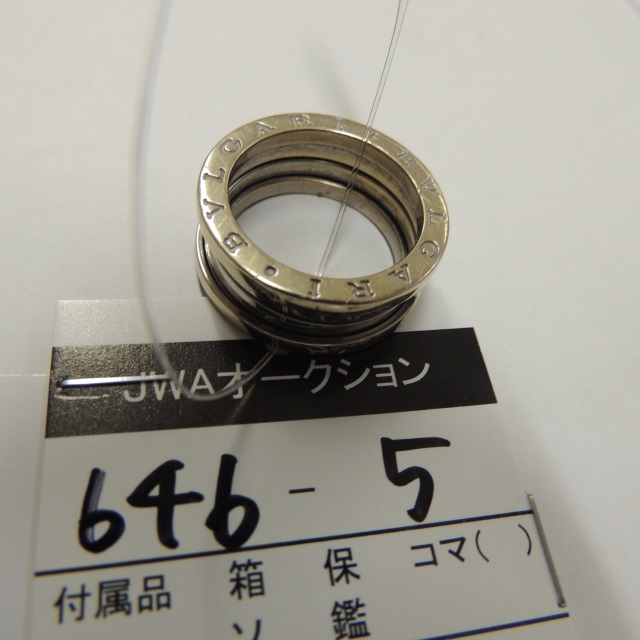 BVLGARI • BVLGARI
JWAオークション
646-5
付属品 箱 保 コマ( )
鑑